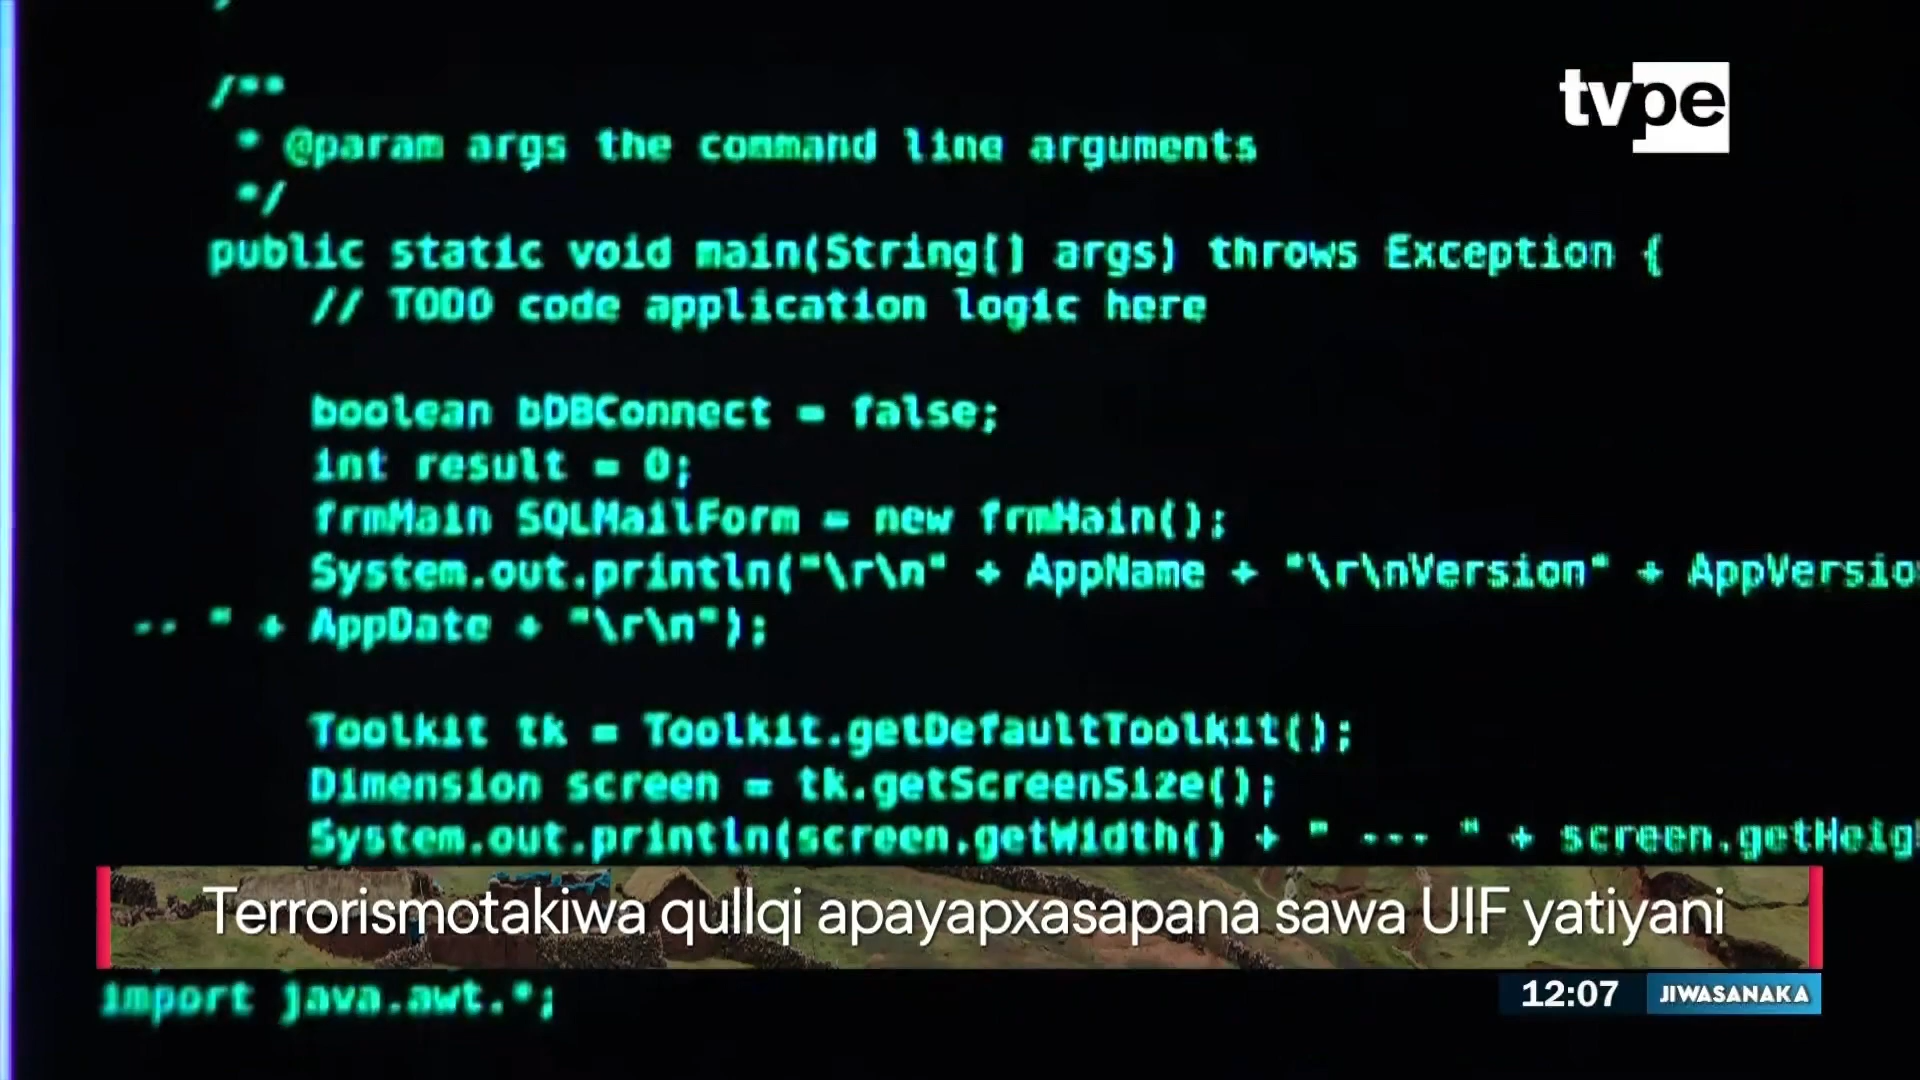 /**
* @param args the command line arguments
*/
public static void main(String[] args) throws Exception {
// TODO code application logic here
boolean bDBConnect = false;
int result = 0;
frmMain SQLMailForm = new frmMain();
System.out.println("\r\n" + AppName + "\r\nVersion" + AppVersio
-- " + AppDate + "\r\n");
Toolkit tk = Toolkit.getDefaultToolkit();
Dimension screen = tk.getScreenSize();
System.out.println(screen.getWidth() + " --- " + screen.getHeig
import java.awt.*;
tvpe
Terrorismotakiwa qullqi apayapxasapana sawa UIF yatiyani
12:07 JIWASANAKA